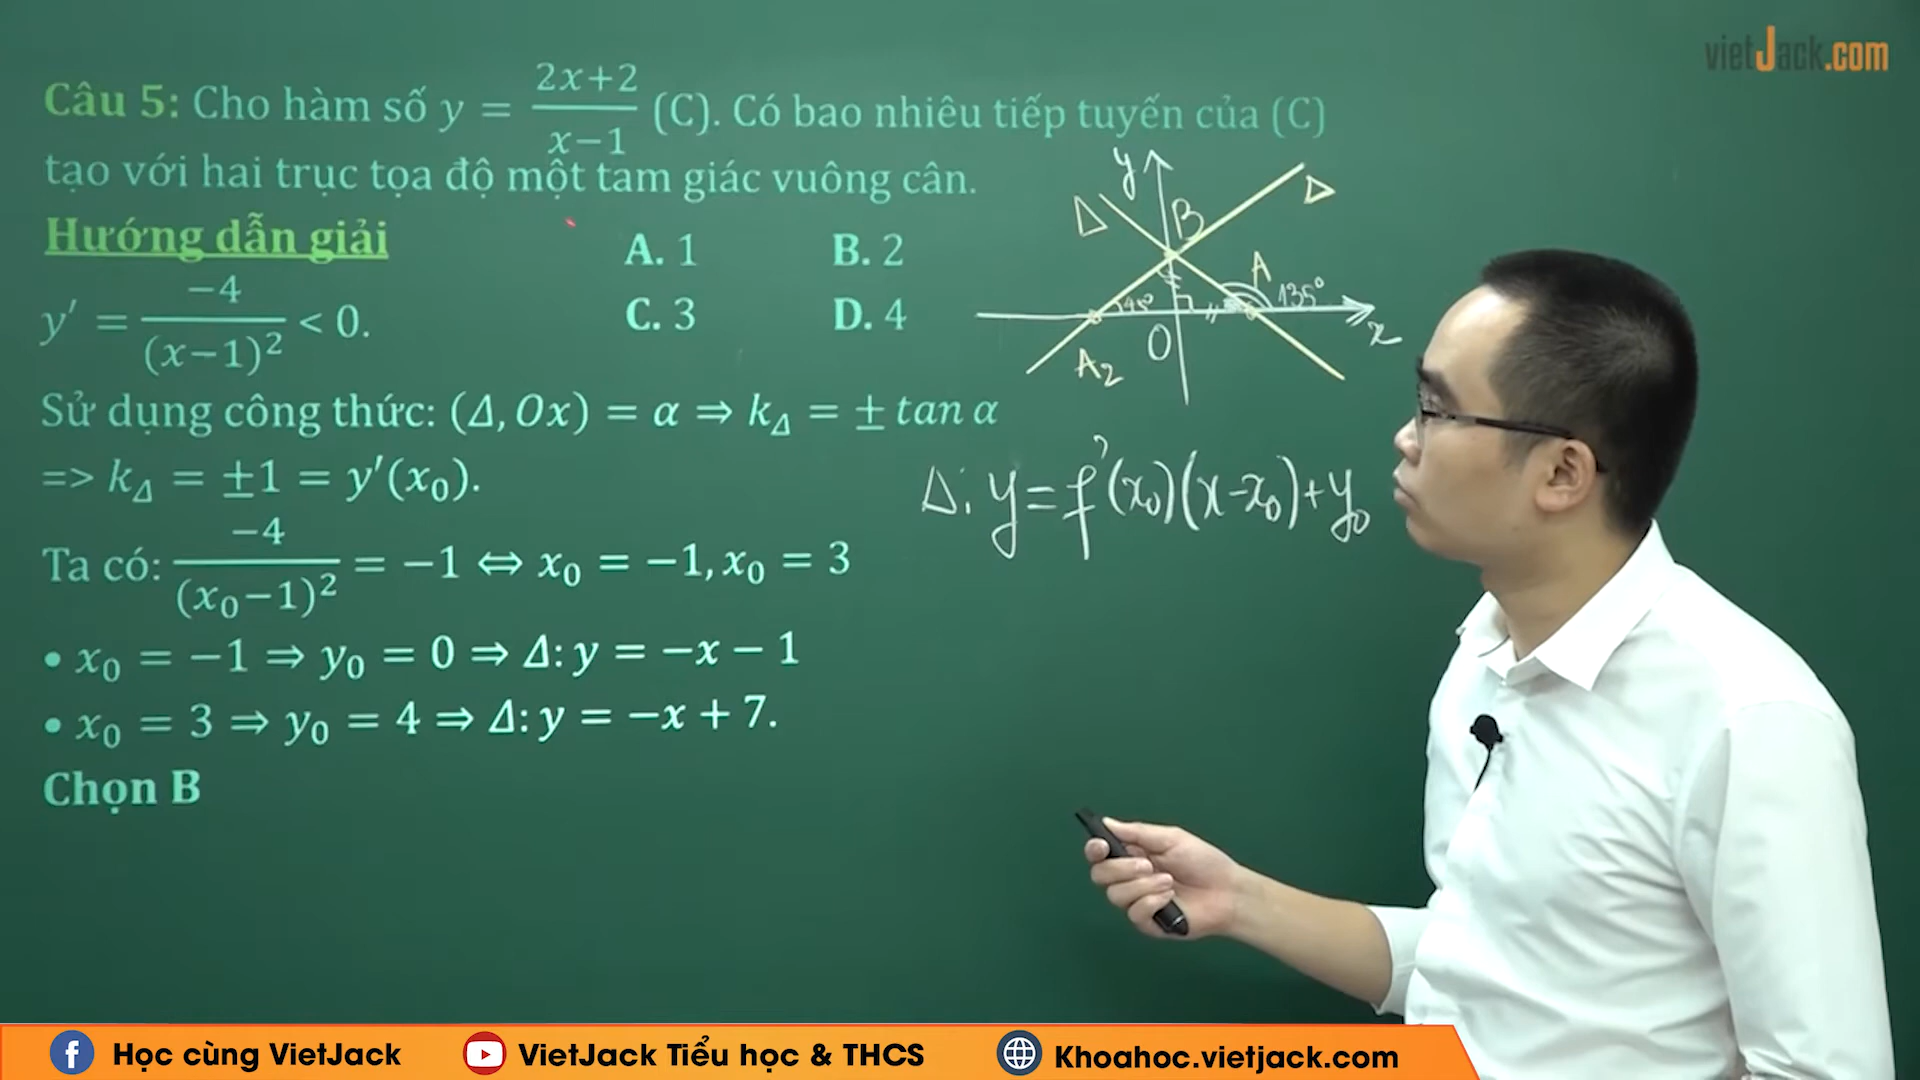 vietJack.com
Câu 5: Cho hàm số y = (2x+2)/(x−1) (C). Có bao nhiêu tiếp tuyến của (C)
tạo với hai trục tọa độ một tam giác vuông cân.
Hướng dẫn giải
A. 1 B. 2
y′ = −4/(x−1)² < 0.
C. 3 D. 4
Sử dụng công thức: (Δ, Ox) = α ⇒ k_Δ = ± tan α
=> k_Δ = ±1 = y′(x₀).
Ta có: −4/(x₀−1)² = −1 ⇔ x₀ = −1, x₀ = 3
• x₀ = −1 ⇒ y₀ = 0 ⇒ Δ: y = −x − 1
• x₀ = 3 ⇒ y₀ = 4 ⇒ Δ: y = −x + 7.
Chọn B
y
Δ B Δ
A
45° 135°
O x
A₂
Δ: y = f′(x₀)(x−x₀)+y₀
Học cùng VietJack
VietJack Tiểu học & THCS
Khoahoc.vietjack.com